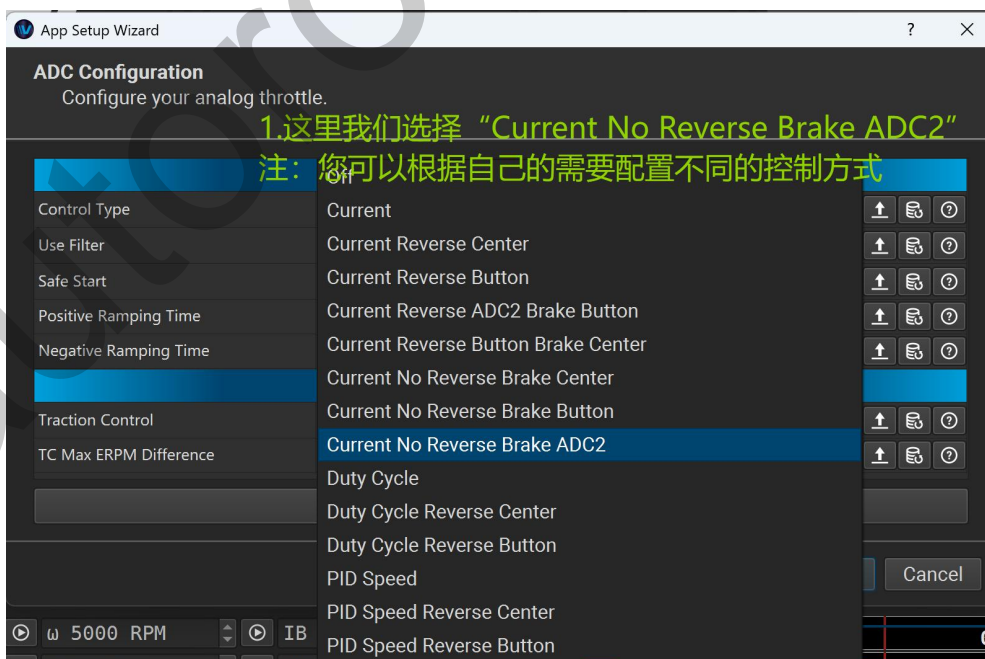 App Setup Wizard
ADC Configuration
Configure your analog throttle.
1.这里我们选择“Current No Reverse Brake ADC2”
注：您可以根据自己的需要配置不同的控制方式
Off
Control Type
Current
Use Filter
Current Reverse Center
Safe Start
Current Reverse Button
Positive Ramping Time
Current Reverse ADC2 Brake Button
Negative Ramping Time
Current Reverse Button Brake Center
Current No Reverse Brake Center
Traction Control
Current No Reverse Brake Button
TC Max ERPM Difference
Current No Reverse Brake ADC2
Duty Cycle
Duty Cycle Reverse Center
Duty Cycle Reverse Button
PID Speed
Cancel
PID Speed Reverse Center
ω 5000 RPM
IB
PID Speed Reverse Button